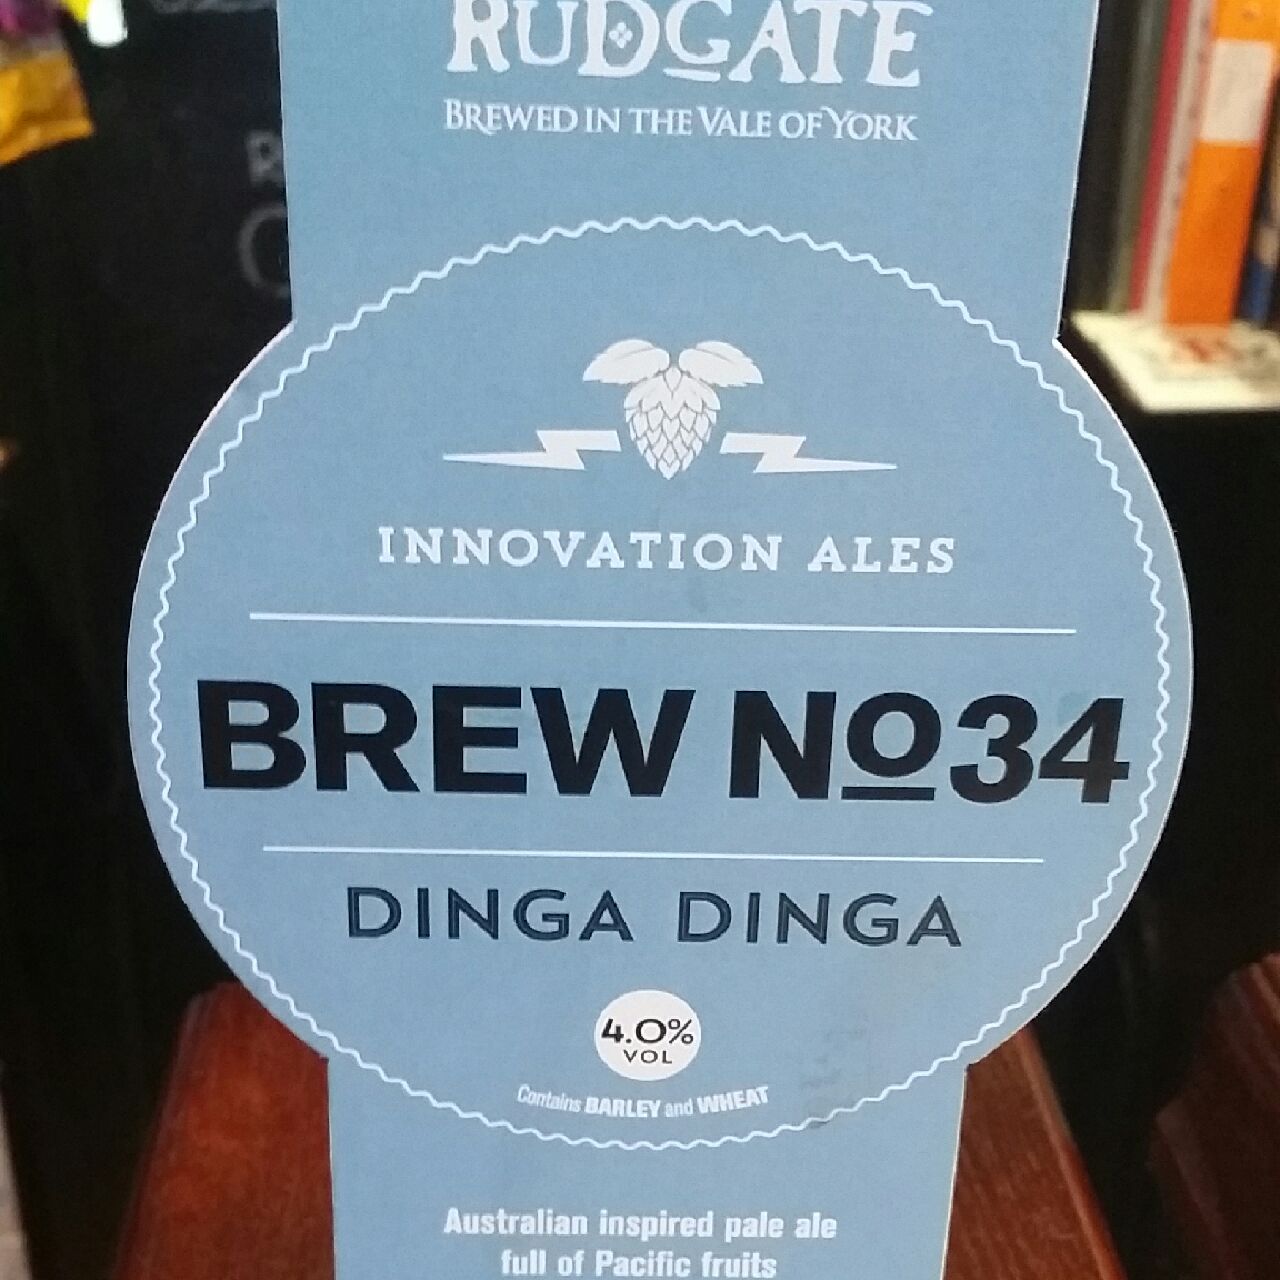 RUDGATE
BREWED IN THE VALE OF YORK
INNOVATION ALES
BREW No34
DINGA DINGA
4.0%
VOL
Contains BARLEY and WHEAT
Australian inspired pale ale
full of Pacific fruits